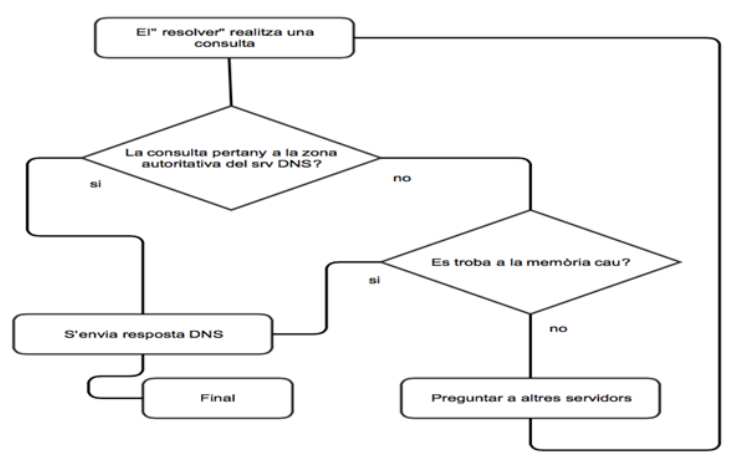 El" resolver" realitza una
consulta
La consulta pertany a la zona
autoritativa del srv DNS?
si
no
Es troba a la memòria cau?
si
S'envia resposta DNS
no
Final
Preguntar a altres servidors